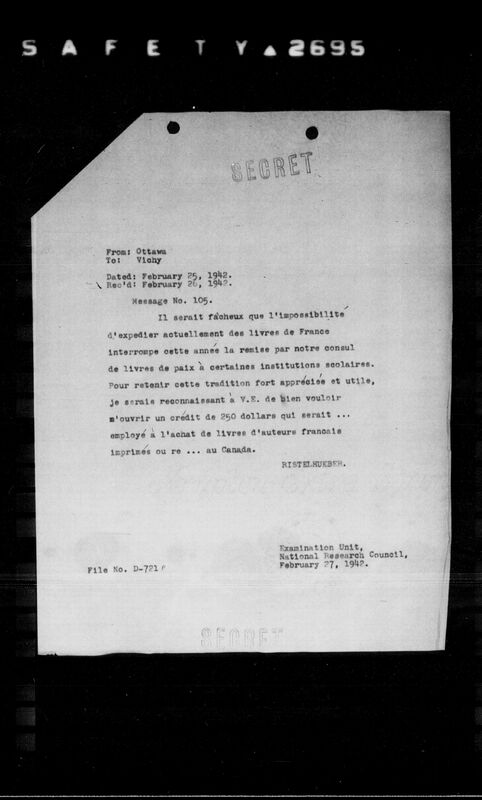 SAFETY▲2695
SECRET
From: Ottawa
To: Vichy
Dated: February 25, 1942.
\ Rec'd: February 26, 1942.
Message No. 105.
Il serait fâcheux que l'impossibilité
d'expedier actuellement des livres de France
interrompe cette année la remise par notre consul
de livres de paix à certaines institutions scolaires.
Pour retenir cette tradition fort appréciée et utile,
je serais reconnaissant à V.E. de bien vouloir
m'ouvrir un crédit de 250 dollars qui serait ...
employé à l'achat de livres d'auteurs francais
imprimés ou re ... au Canada.
RISTELHUEBER.
Examination Unit,
National Research Council,
February 27, 1942.
File No. D-721
SECRET